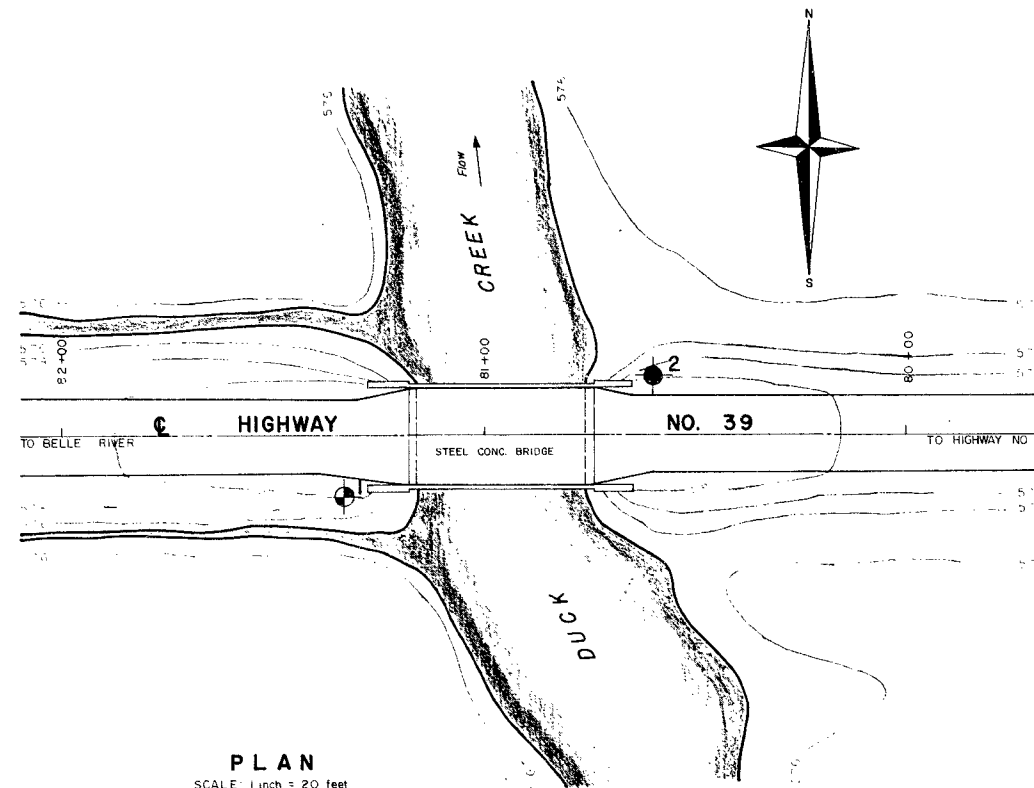 N
S
576
Flow
CREEK
82+00
81+00
80+00
2
℄ HIGHWAY NO. 39
TO BELLE RIVER
STEEL CONC. BRIDGE
TO HIGHWAY NO
1
DUCK
PLAN
SCALE: 1 inch = 20 feet